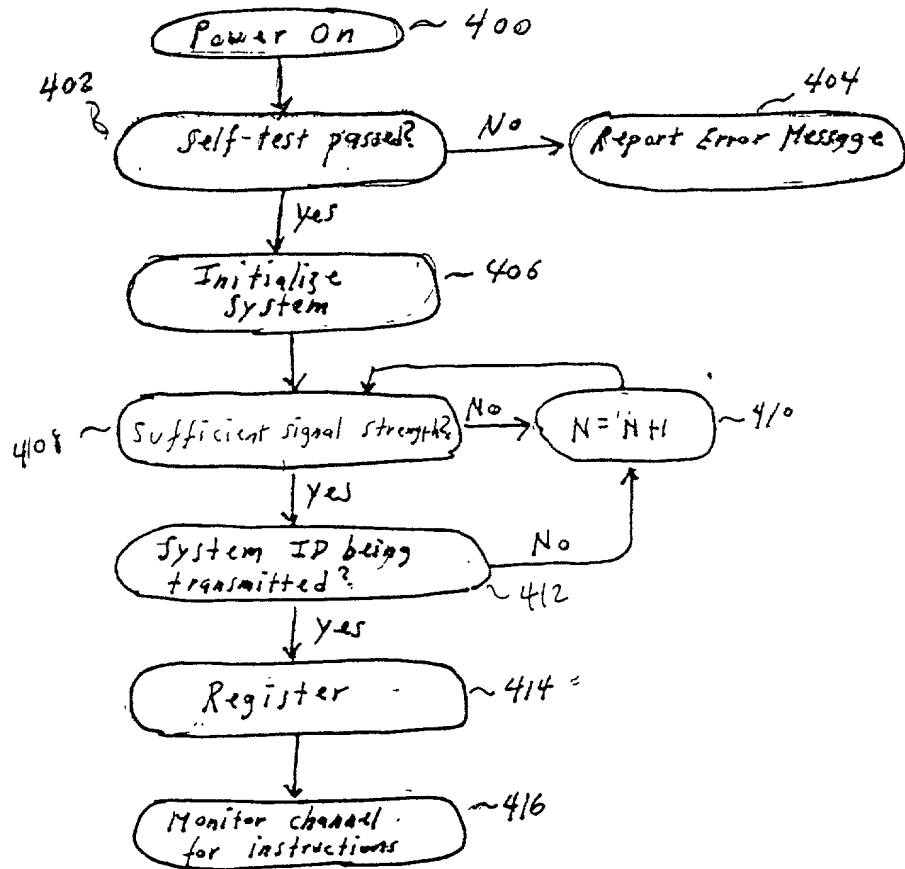 Power On
400
402
Self-test passed?
No
404
Report Error Message
yes
Initialize
System
406
408
Sufficient signal strength?
No
N=N+1
410
yes
System ID being
transmitted?
No
412
yes
Register
414
Monitor channel
for instructions
416